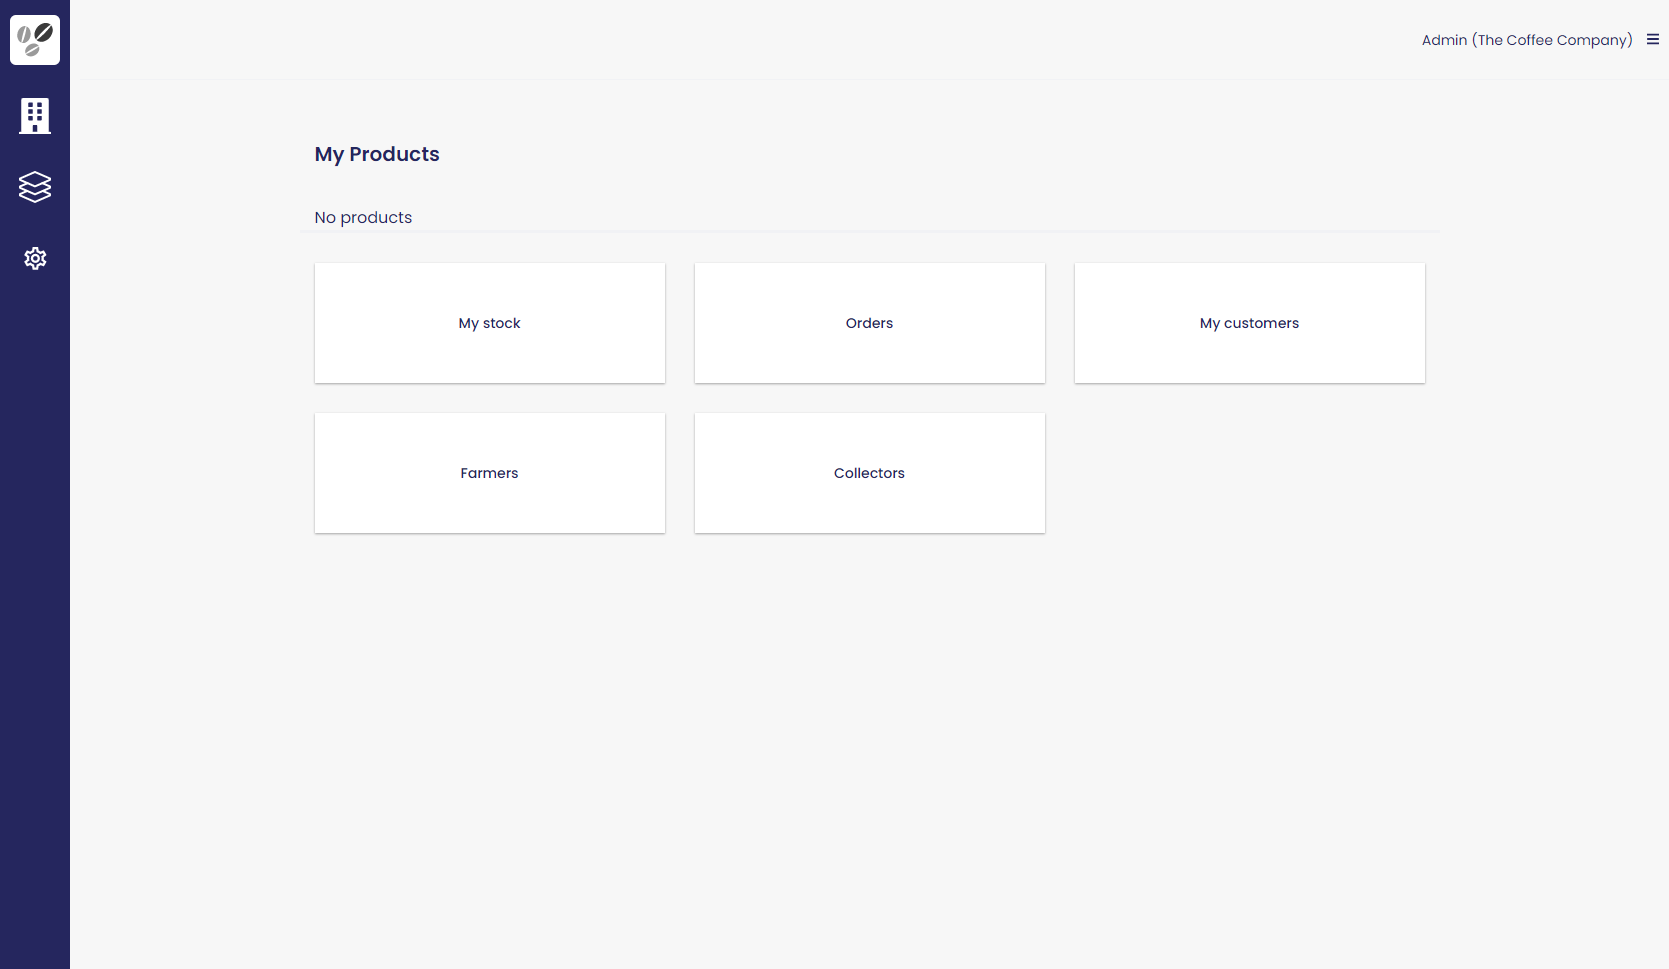 Admin (The Coffee Company)
My Products
No products
My stock
Orders
My customers
Farmers
Collectors